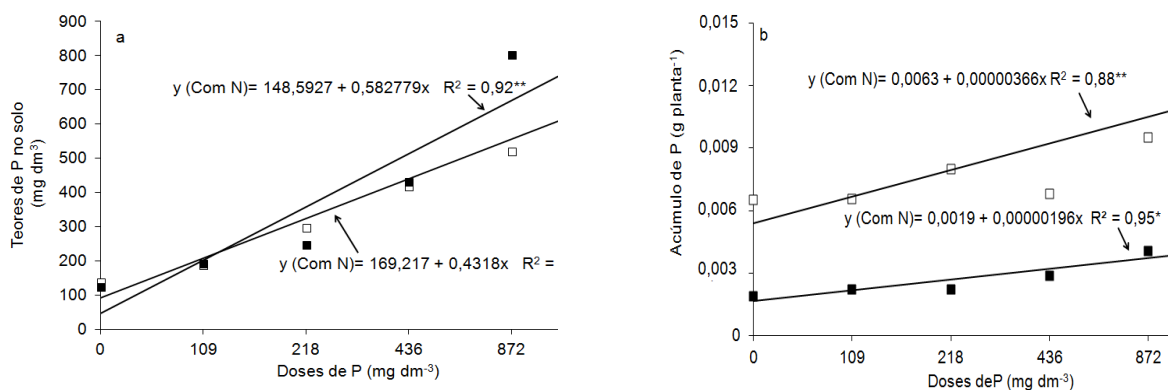 a
900
800
700
600
500
400
300
200
100
0
Teores de P no solo
(mg dm³)
y (Com N)= 148,5927 + 0,582779x R² = 0,92**
y (Com N)= 169,217 + 0,4318x R² =
0 109 218 436 872
Doses de P (mg dm⁻³)
b
0,015
0,012
0,009
0,006
0,003
0
Acúmulo de P (g planta⁻¹)
y (Com N)= 0,0063 + 0,00000366x R² = 0,88**
y (Com N)= 0,0019 + 0,00000196x R² = 0,95*
0 109 218 436 872
Doses deP (mg dm⁻³)